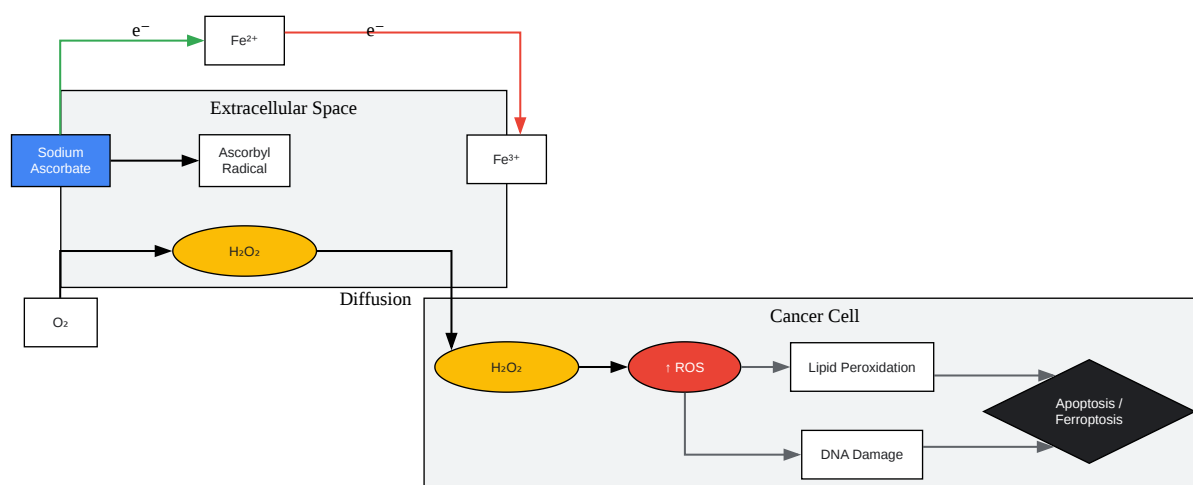 e⁻
Fe²⁺
e⁻
Extracellular Space
Sodium
Ascorbate
Ascorbyl
Radical
Fe³⁺
H₂O₂
Diffusion
O₂
Cancer Cell
H₂O₂
↑ ROS
Lipid Peroxidation
Apoptosis /
Ferroptosis
DNA Damage